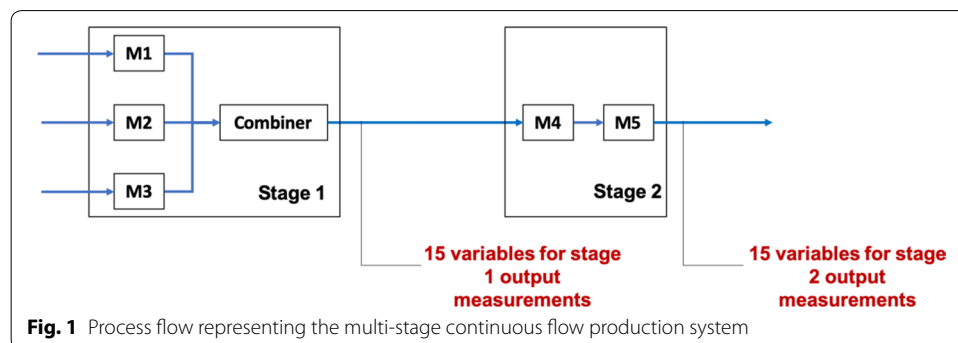 M1
M2
Combiner
M3
Stage 1
M4
M5
Stage 2
15 variables for stage
1 output
measurements
15 variables for stage
2 output
measurements
Fig. 1 Process flow representing the multi-stage continuous flow production system